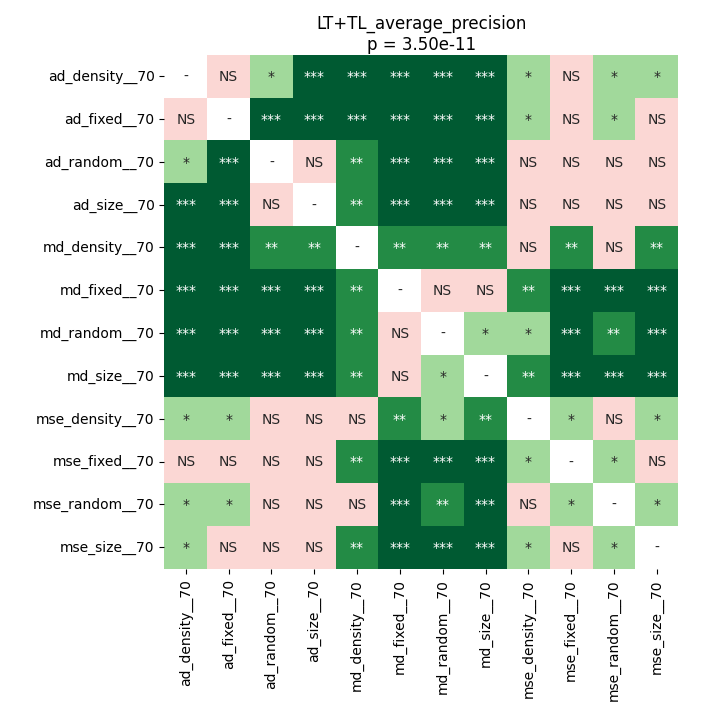 LT+TL_average_precision
p = 3.50e-11
ad_density__70 - NS * *** *** *** *** *** * NS * *
ad_fixed__70 NS - *** *** *** *** *** *** * NS * NS
ad_random__70 * *** - NS ** *** *** *** NS NS NS NS
ad_size__70 *** *** NS - ** *** *** *** NS NS NS NS
md_density__70 *** *** ** ** - ** ** ** NS ** NS **
md_fixed__70 *** *** *** *** ** - NS NS ** *** *** ***
md_random__70 *** *** *** *** ** NS - * * *** ** ***
md_size__70 *** *** *** *** ** NS * - ** *** *** ***
mse_density__70 * * NS NS NS ** * ** - * NS *
mse_fixed__70 NS NS NS NS ** *** *** *** * - * NS
mse_random__70 * * NS NS NS *** ** *** NS * - *
mse_size__70 * NS NS NS ** *** *** *** * NS * -
ad_density__70
ad_fixed__70
ad_random__70
ad_size__70
md_density__70
md_fixed__70
md_random__70
md_size__70
mse_density__70
mse_fixed__70
mse_random__70
mse_size__70